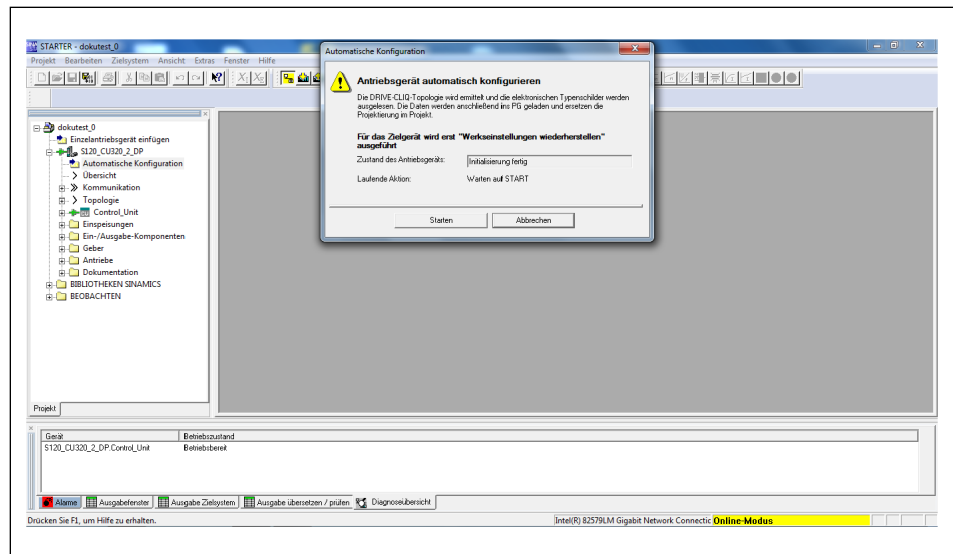 STARTER - dokutest_0
Projekt Bearbeiten Zielsystem Ansicht Extras Fenster Hilfe
dokutest_0
Einzelantriebsgerät einfügen
S120_CU320_2_DP
Automatische Konfiguration
Übersicht
Kommunikation
Topologie
Control_Unit
Einspeisungen
Ein-/Ausgabe-Komponenten
Geber
Antriebe
Dokumentation
BIBLIOTHEKEN SINAMICS
BEOBACHTEN
Projekt
Automatische Konfiguration
Antriebsgerät automatisch konfigurieren
Die DRIVE-CLiQ-Topologie wird ermittelt und die elektronischen Typenschilder werden
ausgelesen. Die Daten werden anschließend ins PG geladen und ersetzen die
Projektierung im Projekt.
Für das Zielgerät wird erst "Werkseinstellungen wiederherstellen"
ausgeführt
Zustand des Antriebsgeräts: Initialisierung fertig
Laufende Aktion: Warten auf START
Starten Abbrechen
Gerät Betriebszustand
S120_CU320_2_DP.Control_Unit Betriebsbereit
Alarme Ausgabefenster Ausgabe Zielsystem Ausgabe übersetzen / prüfen Diagnoseübersicht
Drücken Sie F1, um Hilfe zu erhalten. Intel(R) 82579LM Gigabit Network Connectic Online-Modus